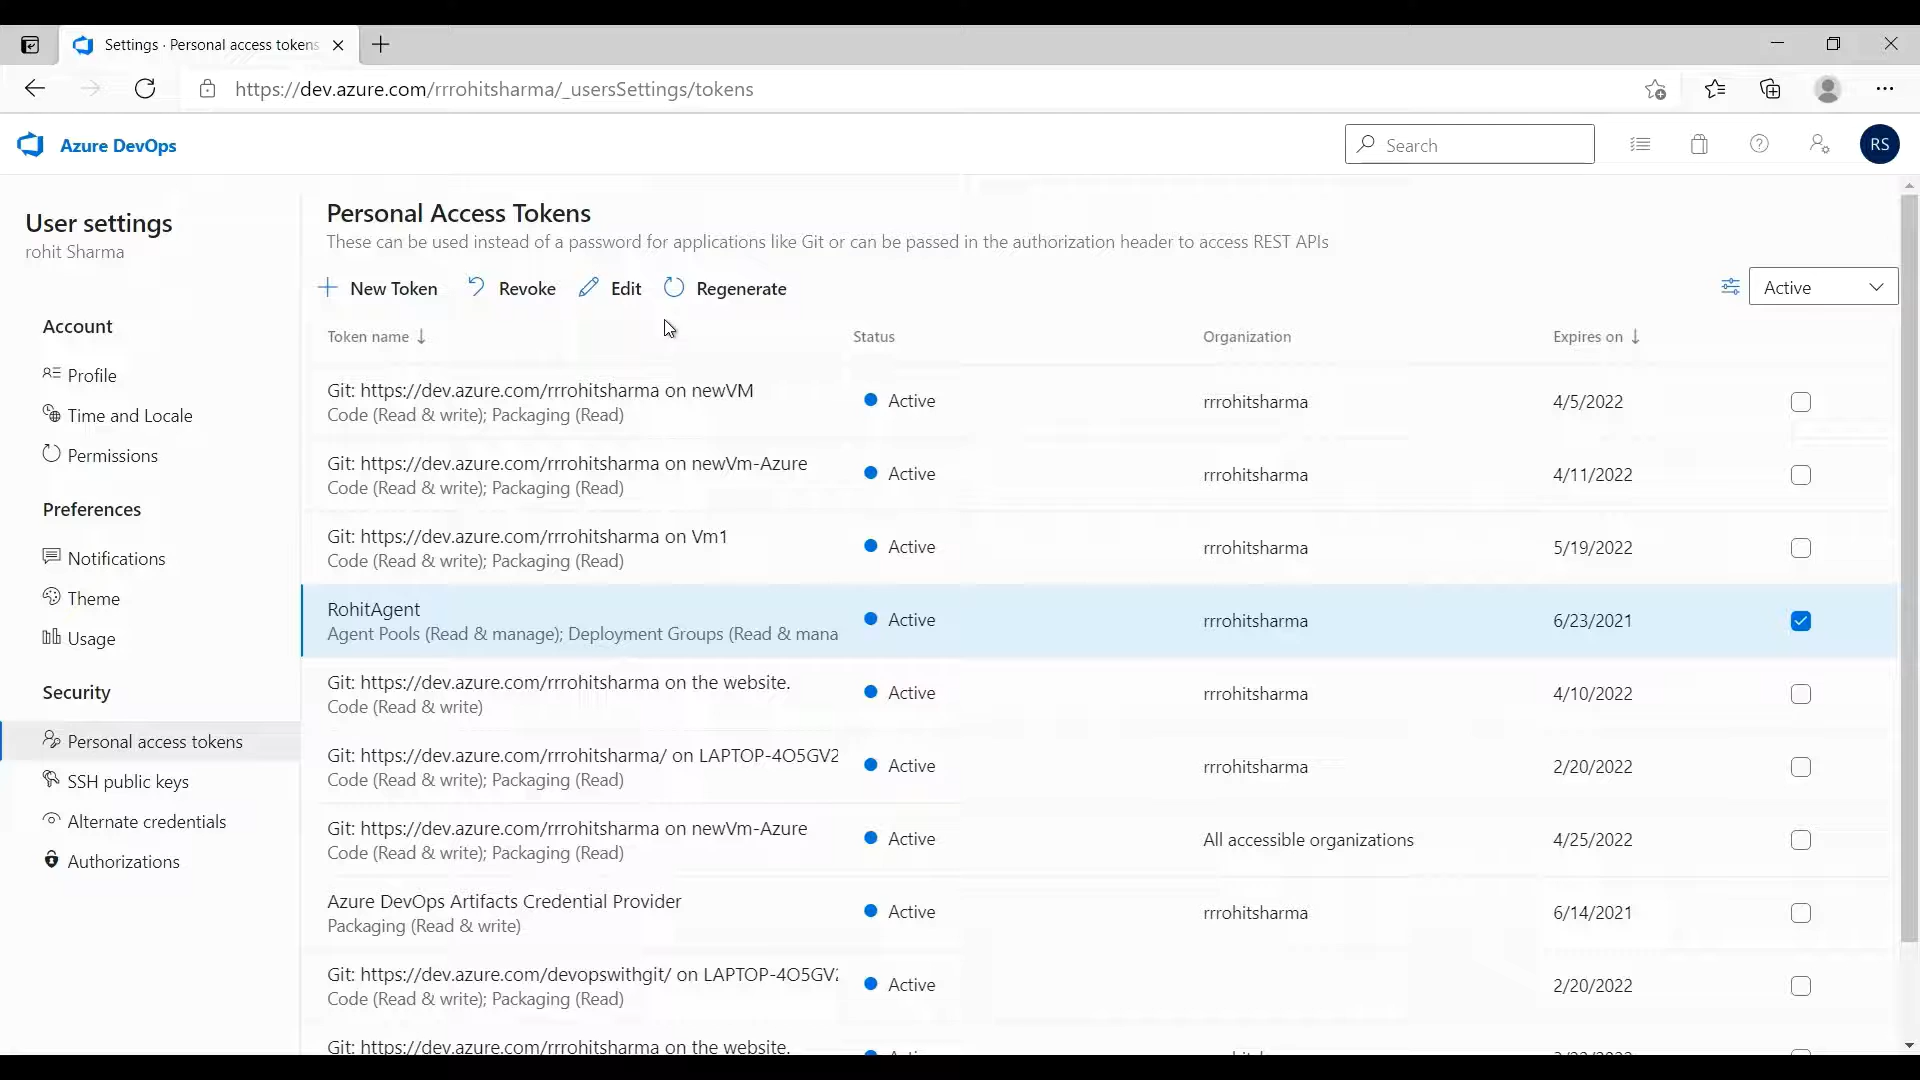 Settings · Personal access tokens
https://dev.azure.com/rrrohitsharma/_usersSettings/tokens
Azure DevOps
Search
RS
User settings
rohit Sharma
Account
Profile
Time and Locale
Permissions
Preferences
Notifications
Theme
Usage
Security
Personal access tokens
SSH public keys
Alternate credentials
Authorizations
Personal Access Tokens
These can be used instead of a password for applications like Git or can be passed in the authorization header to access REST APIs
New Token Revoke Edit Regenerate
Active
Token name Status Organization Expires on
Git: https://dev.azure.com/rrrohitsharma on newVM
Code (Read & write); Packaging (Read)
Active rrrohitsharma 4/5/2022
Git: https://dev.azure.com/rrrohitsharma on newVm-Azure
Code (Read & write); Packaging (Read)
Active rrrohitsharma 4/11/2022
Git: https://dev.azure.com/rrrohitsharma on Vm1
Code (Read & write); Packaging (Read)
Active rrrohitsharma 5/19/2022
RohitAgent
Agent Pools (Read & manage); Deployment Groups (Read & mana
Active rrrohitsharma 6/23/2021
Git: https://dev.azure.com/rrrohitsharma on the website.
Code (Read & write)
Active rrrohitsharma 4/10/2022
Git: https://dev.azure.com/rrrohitsharma/ on LAPTOP-4O5GV2
Code (Read & write); Packaging (Read)
Active rrrohitsharma 2/20/2022
Git: https://dev.azure.com/rrrohitsharma on newVm-Azure
Code (Read & write); Packaging (Read)
Active All accessible organizations 4/25/2022
Azure DevOps Artifacts Credential Provider
Packaging (Read & write)
Active rrrohitsharma 6/14/2021
Git: https://dev.azure.com/devopswithgit/ on LAPTOP-4O5GV2
Code (Read & write); Packaging (Read)
Active 2/20/2022
Git: https://dev.azure.com/rrrohitsharma on the website.